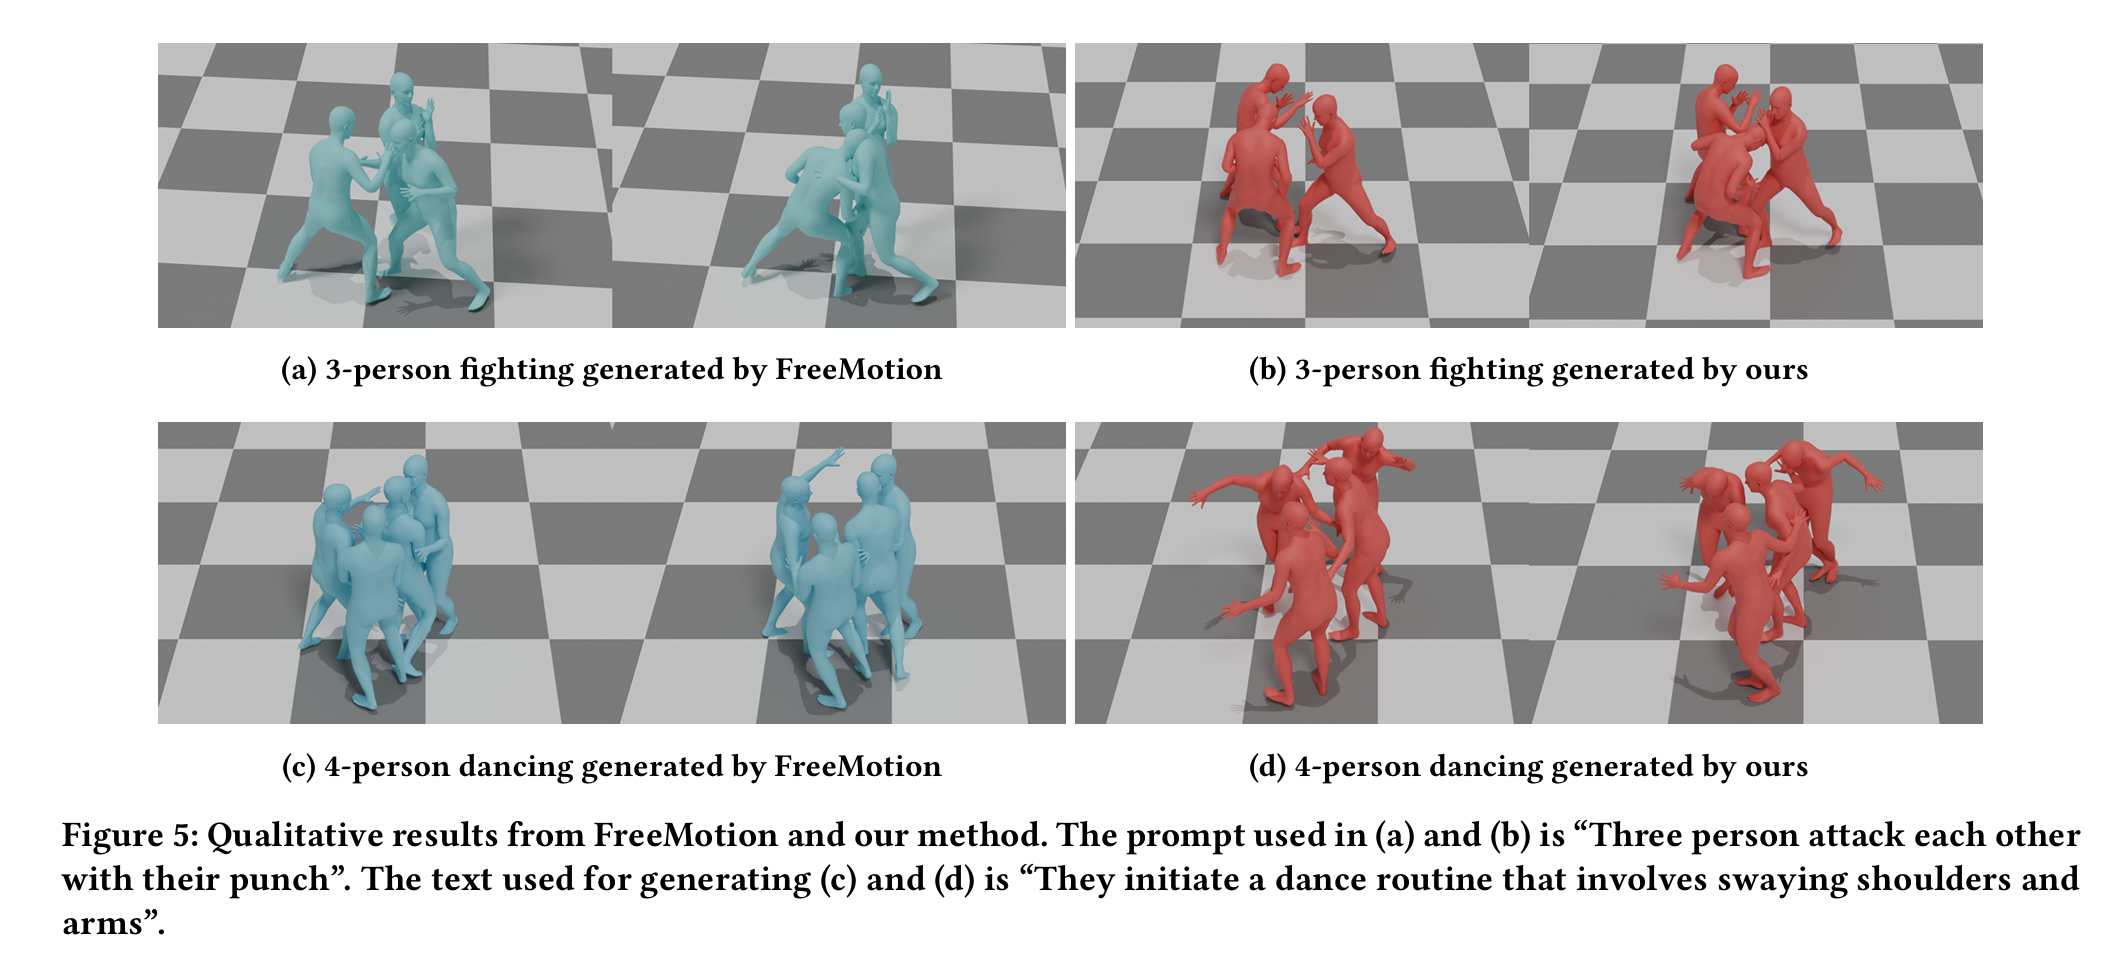 (a) 3-person fighting generated by FreeMotion
(b) 3-person fighting generated by ours
(c) 4-person dancing generated by FreeMotion
(d) 4-person dancing generated by ours
Figure 5: Qualitative results from FreeMotion and our method. The prompt used in (a) and (b) is “Three person attack each other
with their punch”. The text used for generating (c) and (d) is “They initiate a dance routine that involves swaying shoulders and
arms”.